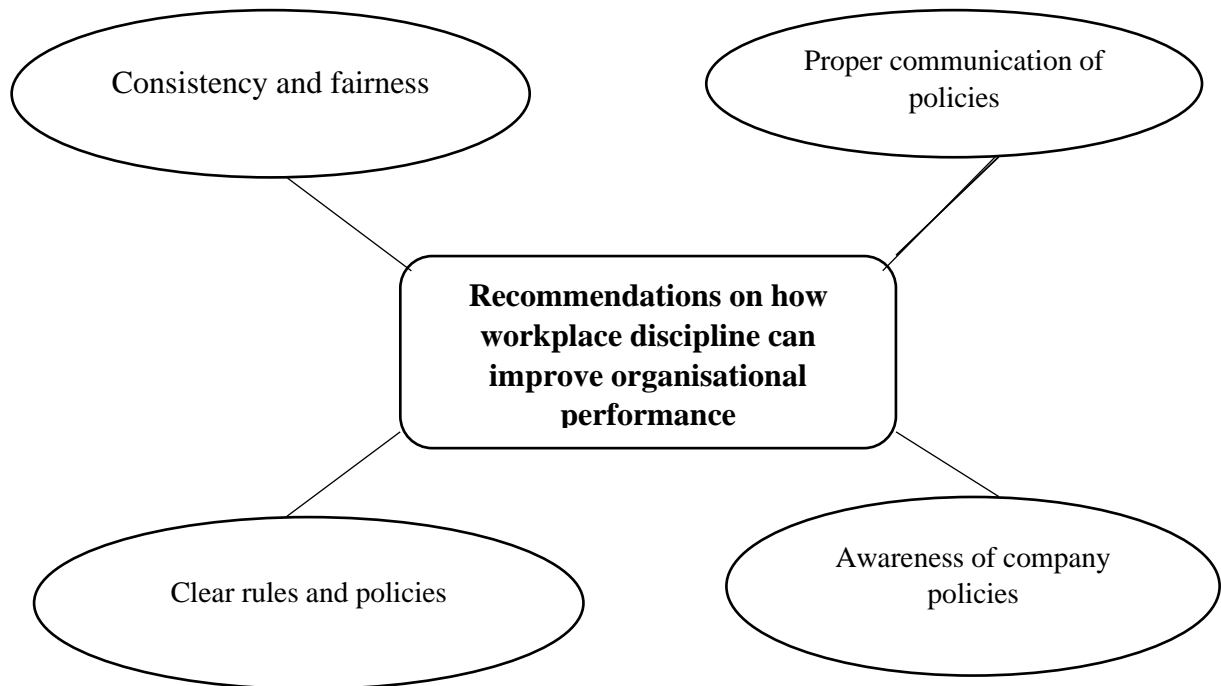 Consistency and fairness
Proper communication of
policies
Recommendations on how
workplace discipline can
improve organisational
performance
Clear rules and policies
Awareness of company
policies